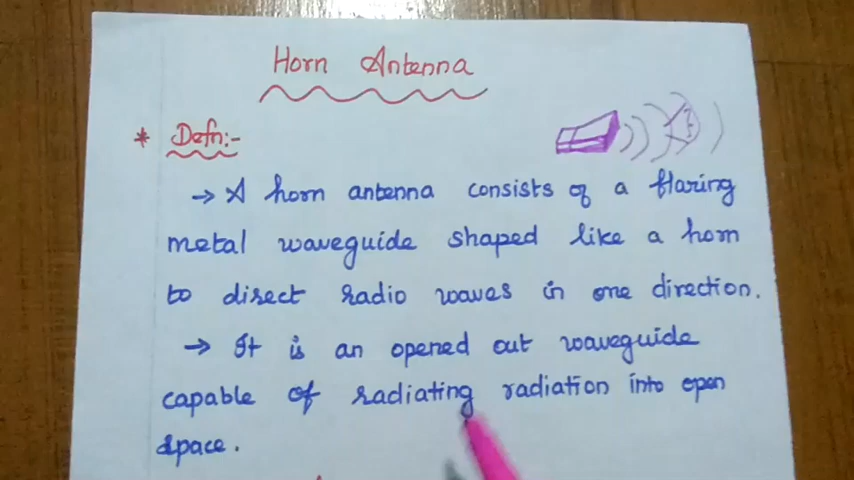 Horn Antenna
* Defn:-
→ A horn antenna consists of a flaring
metal waveguide shaped like a horn
to direct radio waves in one direction.
→ It is an opened out waveguide
capable of radiating radiation into open
space.